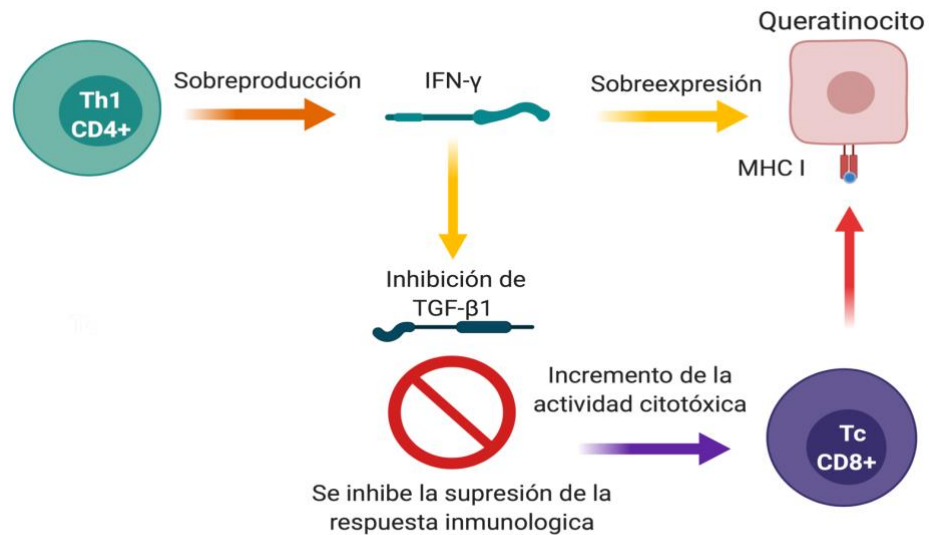 Queratinocito
Th1
CD4+
Sobreproducción
IFN-γ
Sobreexpresión
MHC I
Inhibición de
TGF-β1
Incremento de la
actividad citotóxica
Tc
CD8+
Se inhibe la supresión de la
respuesta inmunologica